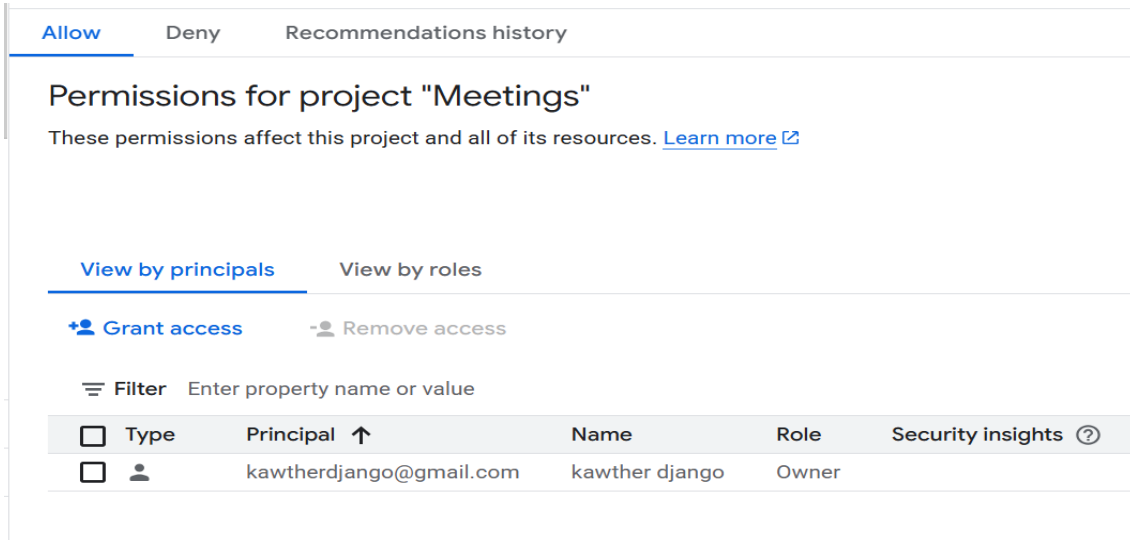 Allow Deny Recommendations history
Permissions for project "Meetings"
These permissions affect this project and all of its resources. Learn more
View by principals View by roles
Grant access Remove access
Filter Enter property name or value
Type Principal Name Role Security insights
kawtherdjango@gmail.com kawther django Owner